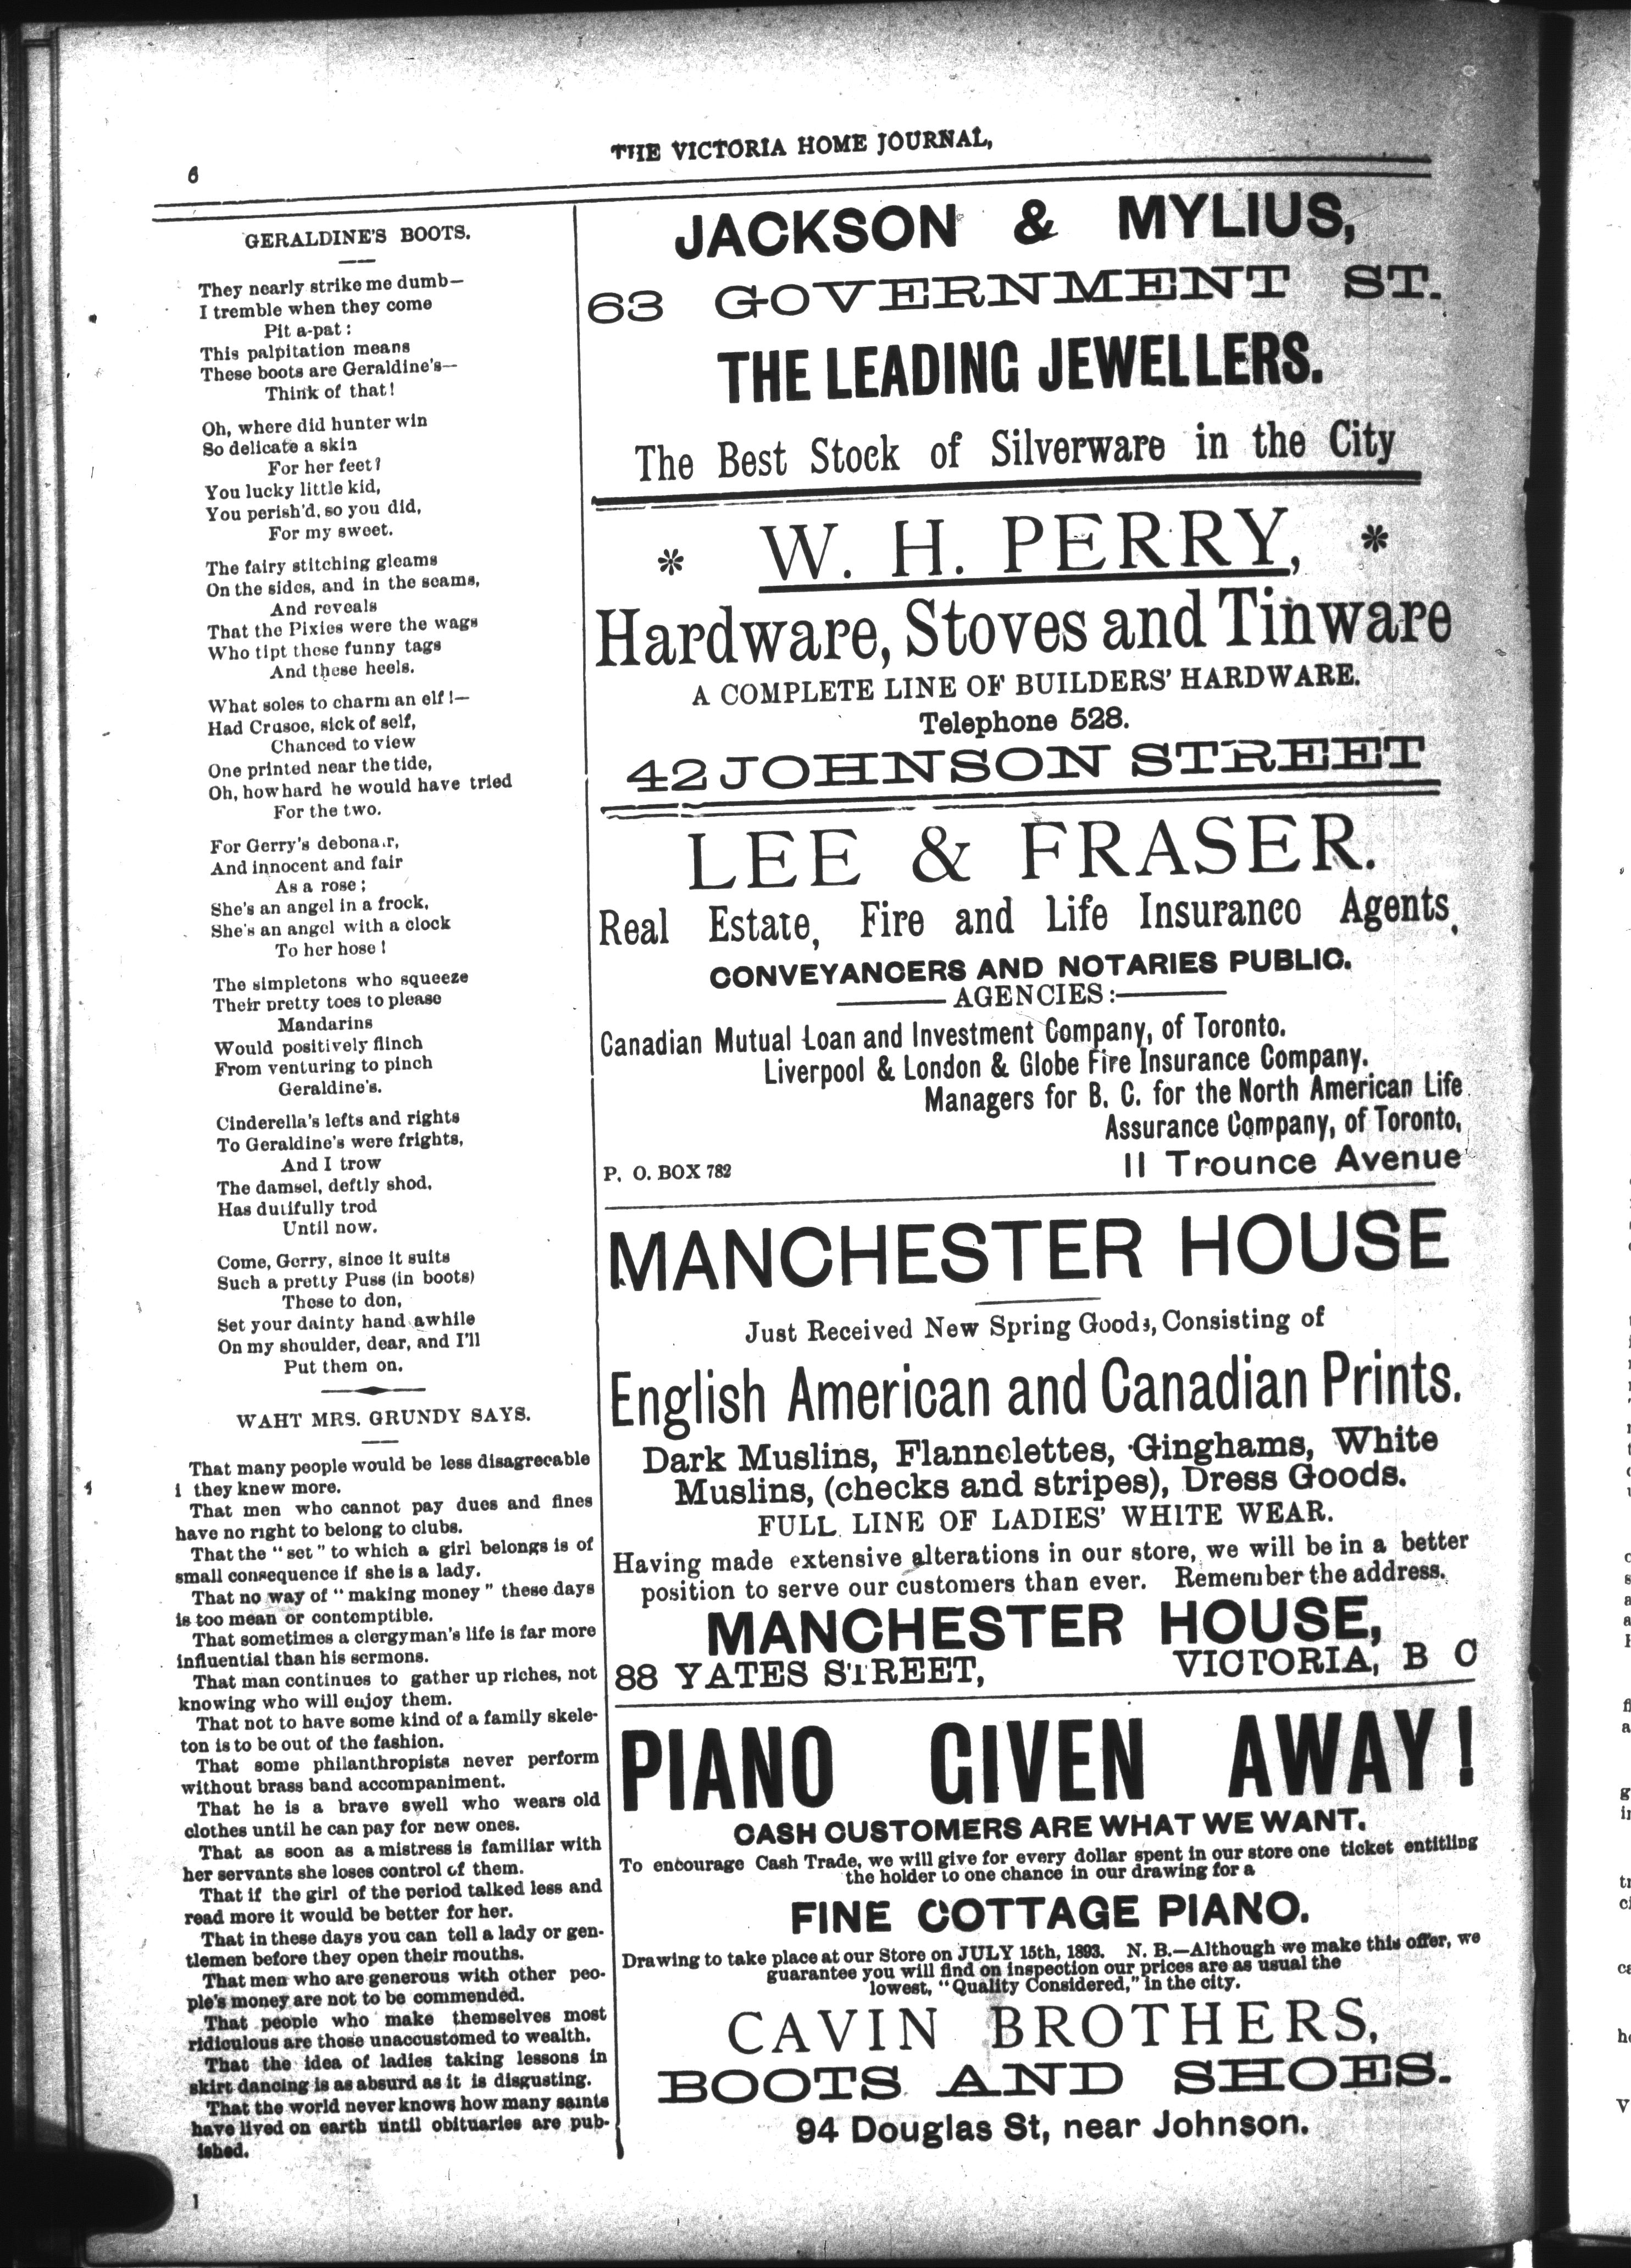 6
THE VICTORIA HOME JOURNAL,
GERALDINE'S BOOTS.
They nearly strike me dumb—
I tremble when they come
Pit a-pat:
This palpitation means
These boots are Geraldine's—
Think of that!
Oh, where did hunter win
So delicate a skin
For her feet?
You lucky little kid,
You perish'd, so you did,
For my sweet.
The fairy stitching gleams
On the sides, and in the seams,
And reveals
That the Pixies were the wags
Who tipt these funny tags
And these heels.
What soles to charm an elf!—
Had Crusoe, sick of self,
Chanced to view
One printed near the tide,
Oh, how hard he would have tried
For the two.
For Gerry's debonair,
And innocent and fair
As a rose;
She's an angel in a frock,
She's an angel with a clock
To her hose!
The simpletons who squeeze
Their pretty toes to please
Mandarins
Would positively flinch
From venturing to pinch
Geraldine's.
Cinderella's lefts and rights
To Geraldine's were frights,
And I trow
The damsel, deftly shod,
Has dutifully trod
Until now.
Come, Gerry, since it suits
Such a pretty Puss (in boots)
These to don,
Set your dainty hand awhile
On my shoulder, dear, and I'll
Put them on.
WAHT MRS. GRUNDY SAYS.
That many people would be less disagreeable
i they knew more.
That men who cannot pay dues and fines
have no right to belong to clubs.
That the "set" to which a girl belongs is of
small consequence if she is a lady.
That no way of "making money" these days
is too mean or contemptible.
That sometimes a clergyman's life is far more
influential than his sermons.
That man continues to gather up riches, not
knowing who will enjoy them.
That not to have some kind of a family skele-
ton is to be out of the fashion.
That some philanthropists never perform
without brass band accompaniment.
That he is a brave swell who wears old
clothes until he can pay for new ones.
That as soon as a mistress is familiar with
her servants she loses control of them.
That if the girl of the period talked less and
read more it would be better for her.
That in these days you can tell a lady or gen-
tlemen before they open their mouths.
That men who are generous with other peo-
ple's money are not to be commended.
That people who make themselves most
ridiculous are those unaccustomed to wealth.
That the idea of ladies taking lessons in
skirt dancing is as absurd as it is disgusting.
That the world never knows how many saints
have lived on earth until obituaries are pub-
ished.
1
JACKSON & MYLIUS,
63 GOVERNMENT ST.
THE LEADING JEWELLERS.
The Best Stock of Silverware in the City
* W. H. PERRY, *
Hardware, Stoves and Tinware
A COMPLETE LINE OF BUILDERS' HARDWARE.
Telephone 528.
42 JOHNSON STREET
LEE & FRASER.
Real Estate, Fire and Life Insurance Agents,
CONVEYANCERS AND NOTARIES PUBLIC.
AGENCIES:
Canadian Mutual Loan and Investment Company, of Toronto.
Liverpool & London & Globe Fire Insurance Company.
Managers for B. C. for the North American Life
Assurance Company, of Toronto,
P. O. BOX 782
11 Trounce Avenue
MANCHESTER HOUSE
Just Received New Spring Goods, Consisting of
English American and Canadian Prints.
Dark Muslins, Flannelettes, Ginghams, White
Muslins, (checks and stripes), Dress Goods.
FULL LINE OF LADIES' WHITE WEAR.
Having made extensive alterations in our store, we will be in a better
position to serve our customers than ever. Remember the address.
MANCHESTER HOUSE,
88 YATES STREET, VICTORIA, B C
PIANO GIVEN AWAY!
CASH CUSTOMERS ARE WHAT WE WANT.
To encourage Cash Trade, we will give for every dollar spent in our store one ticket entitling
the holder to one chance in our drawing for a
FINE COTTAGE PIANO.
Drawing to take place at our Store on JULY 15th, 1893. N. B.—Although we make this offer, we
guarantee you will find on inspection our prices are as usual the
lowest, "Quality Considered," in the city.
CAVIN BROTHERS,
BOOTS AND SHOES.
94 Douglas St, near Johnson.